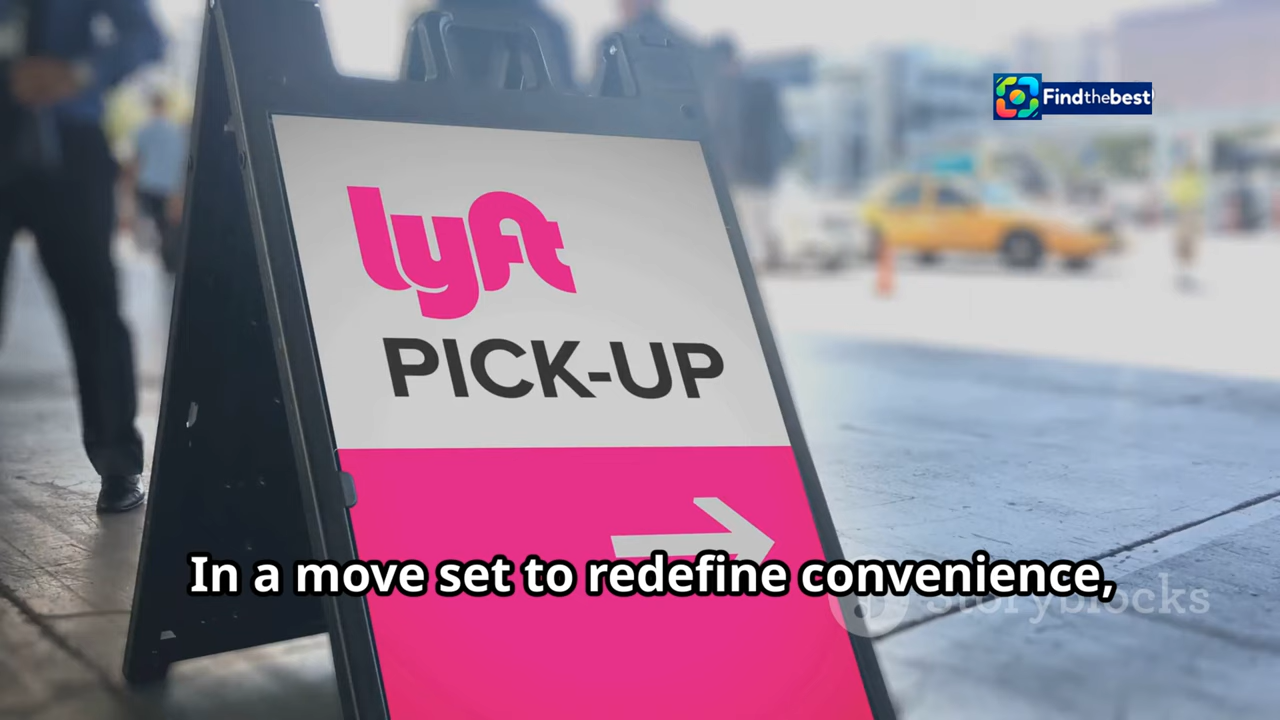 Findthebest
lyft
PICK-UP
In a move set to redefine convenience,
Storyblocks